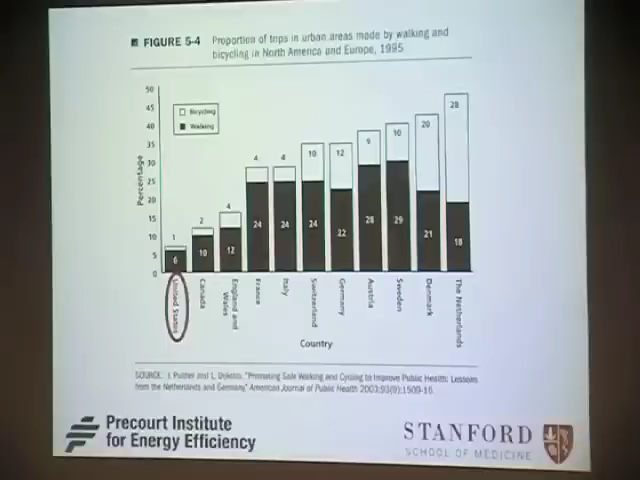 FIGURE 5-4 Proportion of trips in urban areas made by walking and
bicycling in North America and Europe, 1995
Percentage
50
45
40
35
30
25
20
15
10
5
0
Bicycling
Walking
1
2
4
4
4
10
12
9
10
20
28
6
10
12
24
24
24
22
28
29
21
18
United States
Canada
England and
Wales
France
Italy
Switzerland
Germany
Austria
Sweden
Denmark
The Netherlands
Country
SOURCE: J. Pucher and L. Dijkstra, "Promoting Safe Walking and Cycling to Improve Public Health: Lessons
from the Netherlands and Germany," American Journal of Public Health 2003;93(9):1509-16.
Precourt Institute
for Energy Efficiency
STANFORD
SCHOOL OF MEDICINE